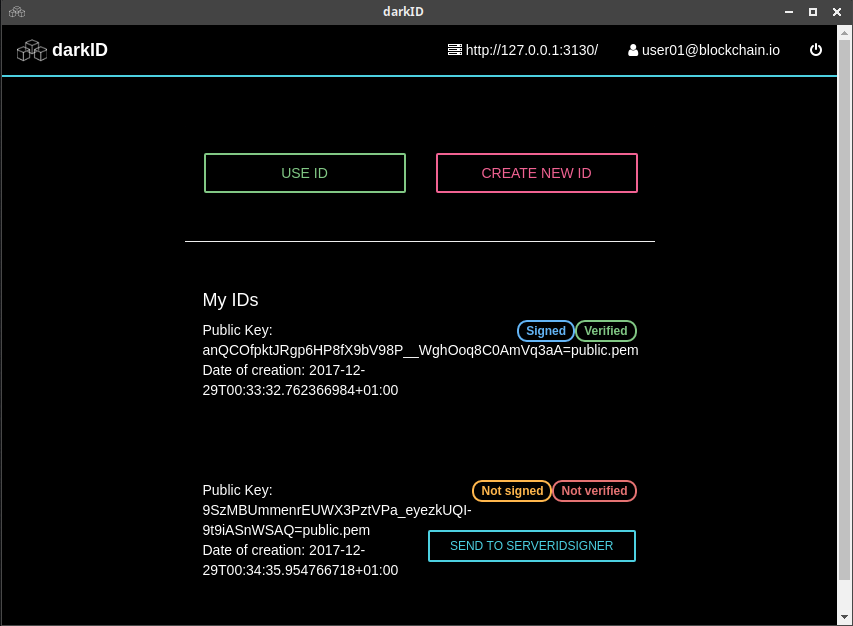 darkID
darkID
http://127.0.0.1:3130/
user01@blockchain.io
USE ID
CREATE NEW ID
My IDs
Public Key:
Signed
Verified
anQCOfpktJRgp6HP8fX9bV98P__WghOoq8C0AmVq3aA=public.pem
Date of creation: 2017-12-
29T00:33:32.762366984+01:00
Public Key:
Not signed
Not verified
9SzMBUmmenrEUWX3PztVPa_eyezkUQI-
9t9iASnWSAQ=public.pem
Date of creation: 2017-12-
29T00:34:35.954766718+01:00
SEND TO SERVERIDSIGNER